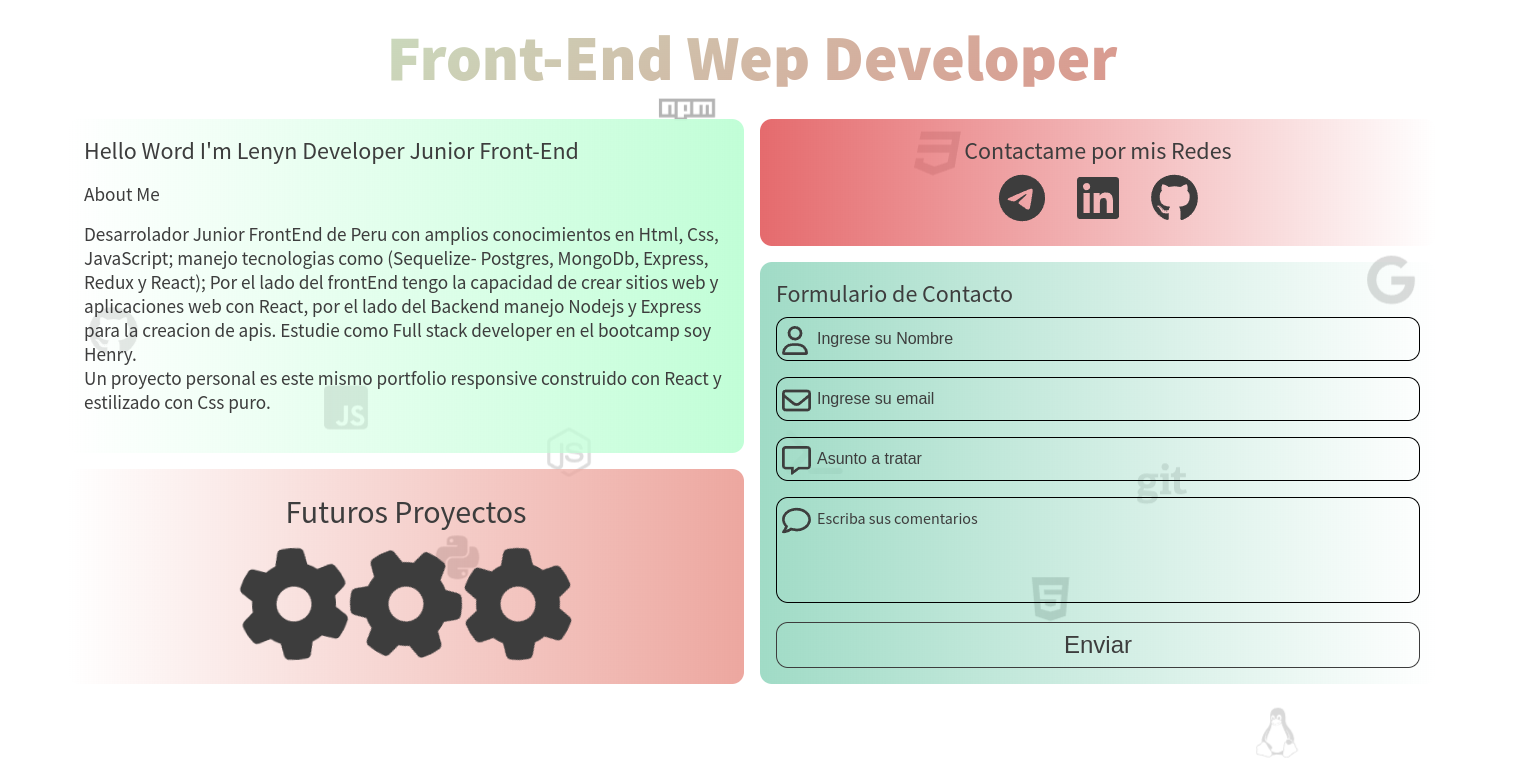 Front-End Wep Developer
npm
Hello Word I'm Lenyn Developer Junior Front-End
About Me
Desarrolador Junior FrontEnd de Peru con amplios conocimientos en Html, Css,
JavaScript; manejo tecnologias como (Sequelize- Postgres, MongoDb, Express,
Redux y React); Por el lado del frontEnd tengo la capacidad de crear sitios web y
aplicaciones web con React, por el lado del Backend manejo Nodejs y Express
para la creacion de apis. Estudie como Full stack developer en el bootcamp soy
Henry.
Un proyecto personal es este mismo portfolio responsive construido con React y
estilizado con Css puro.
JS
JS
Futuros Proyectos
3
Contactame por mis Redes
in
G
Formulario de Contacto
Ingrese su Nombre
Ingrese su email
Asunto a tratar
git
Escriba sus comentarios
5
Enviar